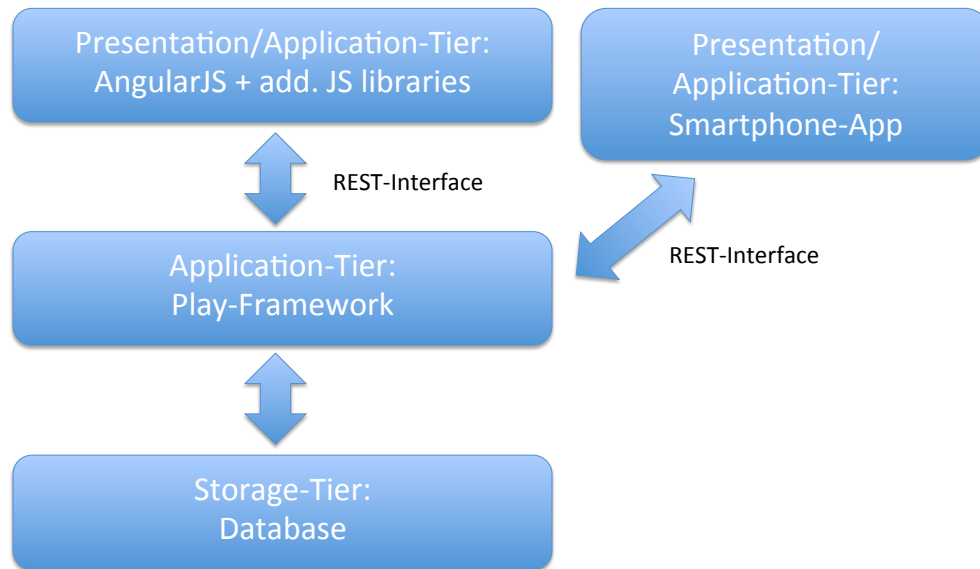 Presentation/Application-Tier:
AngularJS + add. JS libraries
Presentation/
Application-Tier:
Smartphone-App
REST-Interface
REST-Interface
Application-Tier:
Play-Framework
Storage-Tier:
Database